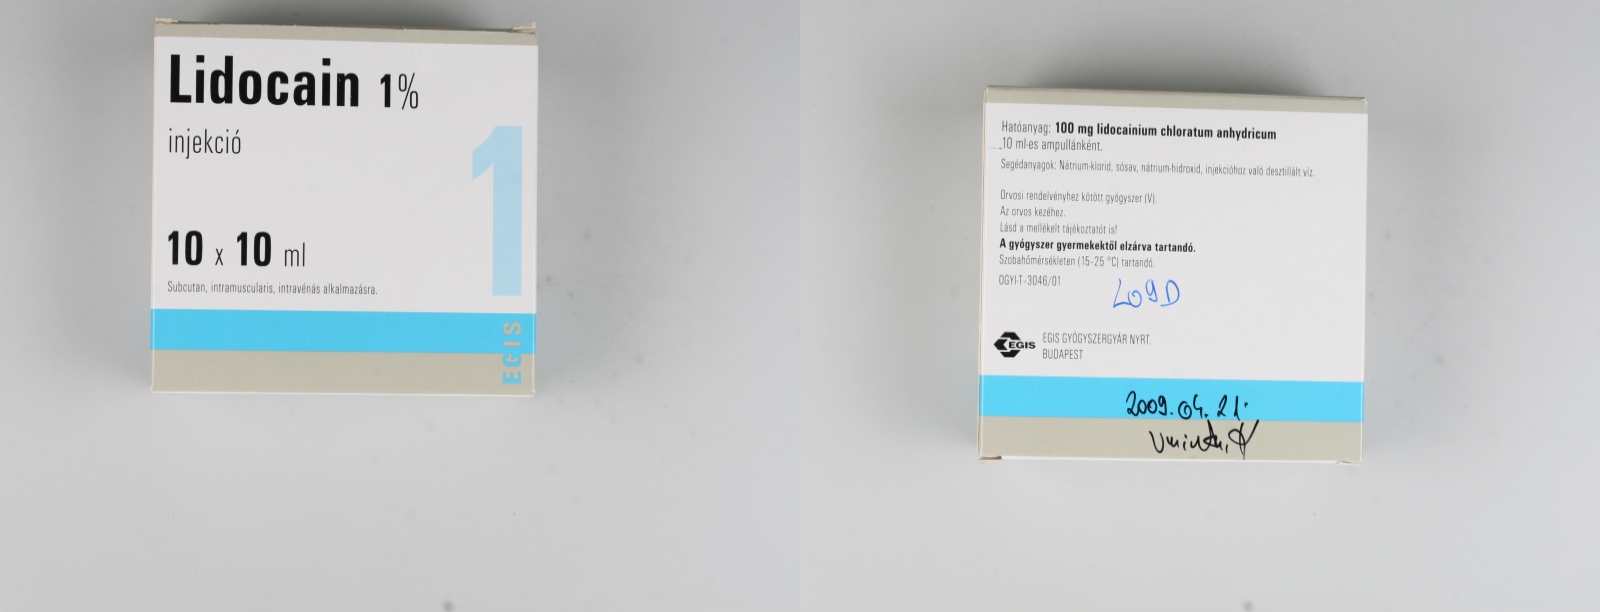 Lidocain 1%
injekció
1
10 x 10 ml
Subcutan, intramuscularis, intravénás alkalmazásra.
EGIS
Hatóanyag: 100 mg lidocainium chloratum anhydricum
10 ml-es ampullánként.
Segédanyagok: Nátrium-klorid, sósav, nátrium-hidroxid, injekcióhoz való desztillált víz.
Orvosi rendelvényhez kötött gyógyszer (V).
Az orvos kezéhez.
Lásd a mellékelt tájékoztatót is!
A gyógyszer gyermekektől elzárva tartandó.
Szobahőmérsékleten (15-25 °C) tartandó.
OGYI-T-3046/01
L09D
EGIS
EGIS GYÓGYSZERGYÁR NYRT.
BUDAPEST
2009.04.21.